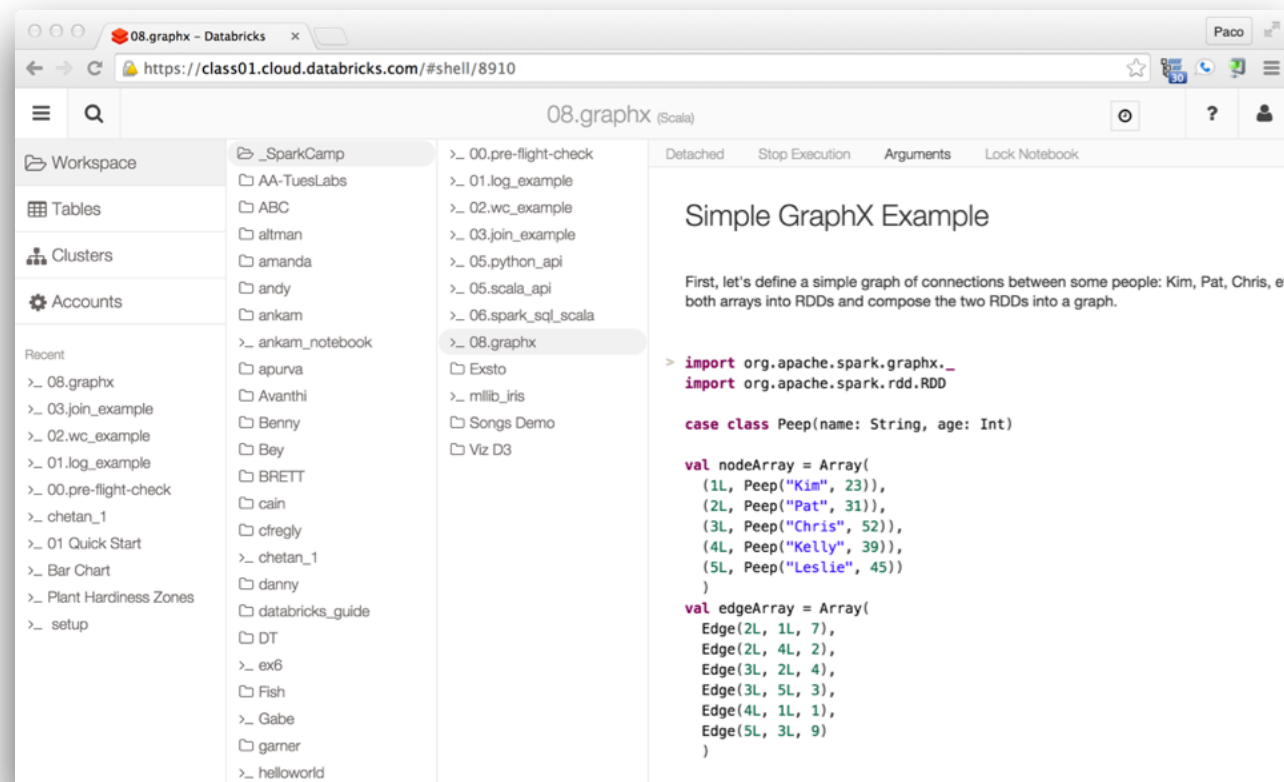 08.graphx – Databricks ×
Paco
https://class01.cloud.databricks.com/#shell/8910
30
08.graphx (Scala)
?
Workspace
Tables
Clusters
Accounts
Recent
>_ 08.graphx
>_ 03.join_example
>_ 02.wc_example
>_ 01.log_example
>_ 00.pre-flight-check
>_ chetan_1
>_ 01 Quick Start
>_ Bar Chart
>_ Plant Hardiness Zones
>_ setup
_SparkCamp
AA-TuesLabs
ABC
altman
amanda
andy
ankam
>_ ankam_notebook
apurva
Avanthi
Benny
Bey
BRETT
cain
cfregly
>_ chetan_1
danny
databricks_guide
DT
>_ ex6
Fish
>_ Gabe
garner
>_ helloworld
>_ 00.pre-flight-check
>_ 01.log_example
>_ 02.wc_example
>_ 03.join_example
>_ 05.python_api
>_ 05.scala_api
>_ 06.spark_sql_scala
>_ 08.graphx
Exsto
>_ mllib_iris
Songs Demo
Viz D3
Detached Stop Execution Arguments Lock Notebook
Simple GraphX Example
First, let's define a simple graph of connections between some people: Kim, Pat, Chris,
both arrays into RDDs and compose the two RDDs into a graph.
> import org.apache.spark.graphx._
import org.apache.spark.rdd.RDD
case class Peep(name: String, age: Int)
val nodeArray = Array(
(1L, Peep("Kim", 23)),
(2L, Peep("Pat", 31)),
(3L, Peep("Chris", 52)),
(4L, Peep("Kelly", 39)),
(5L, Peep("Leslie", 45))
)
val edgeArray = Array(
Edge(2L, 1L, 7),
Edge(2L, 4L, 2),
Edge(3L, 2L, 4),
Edge(3L, 5L, 3),
Edge(4L, 1L, 1),
Edge(5L, 3L, 9)
)